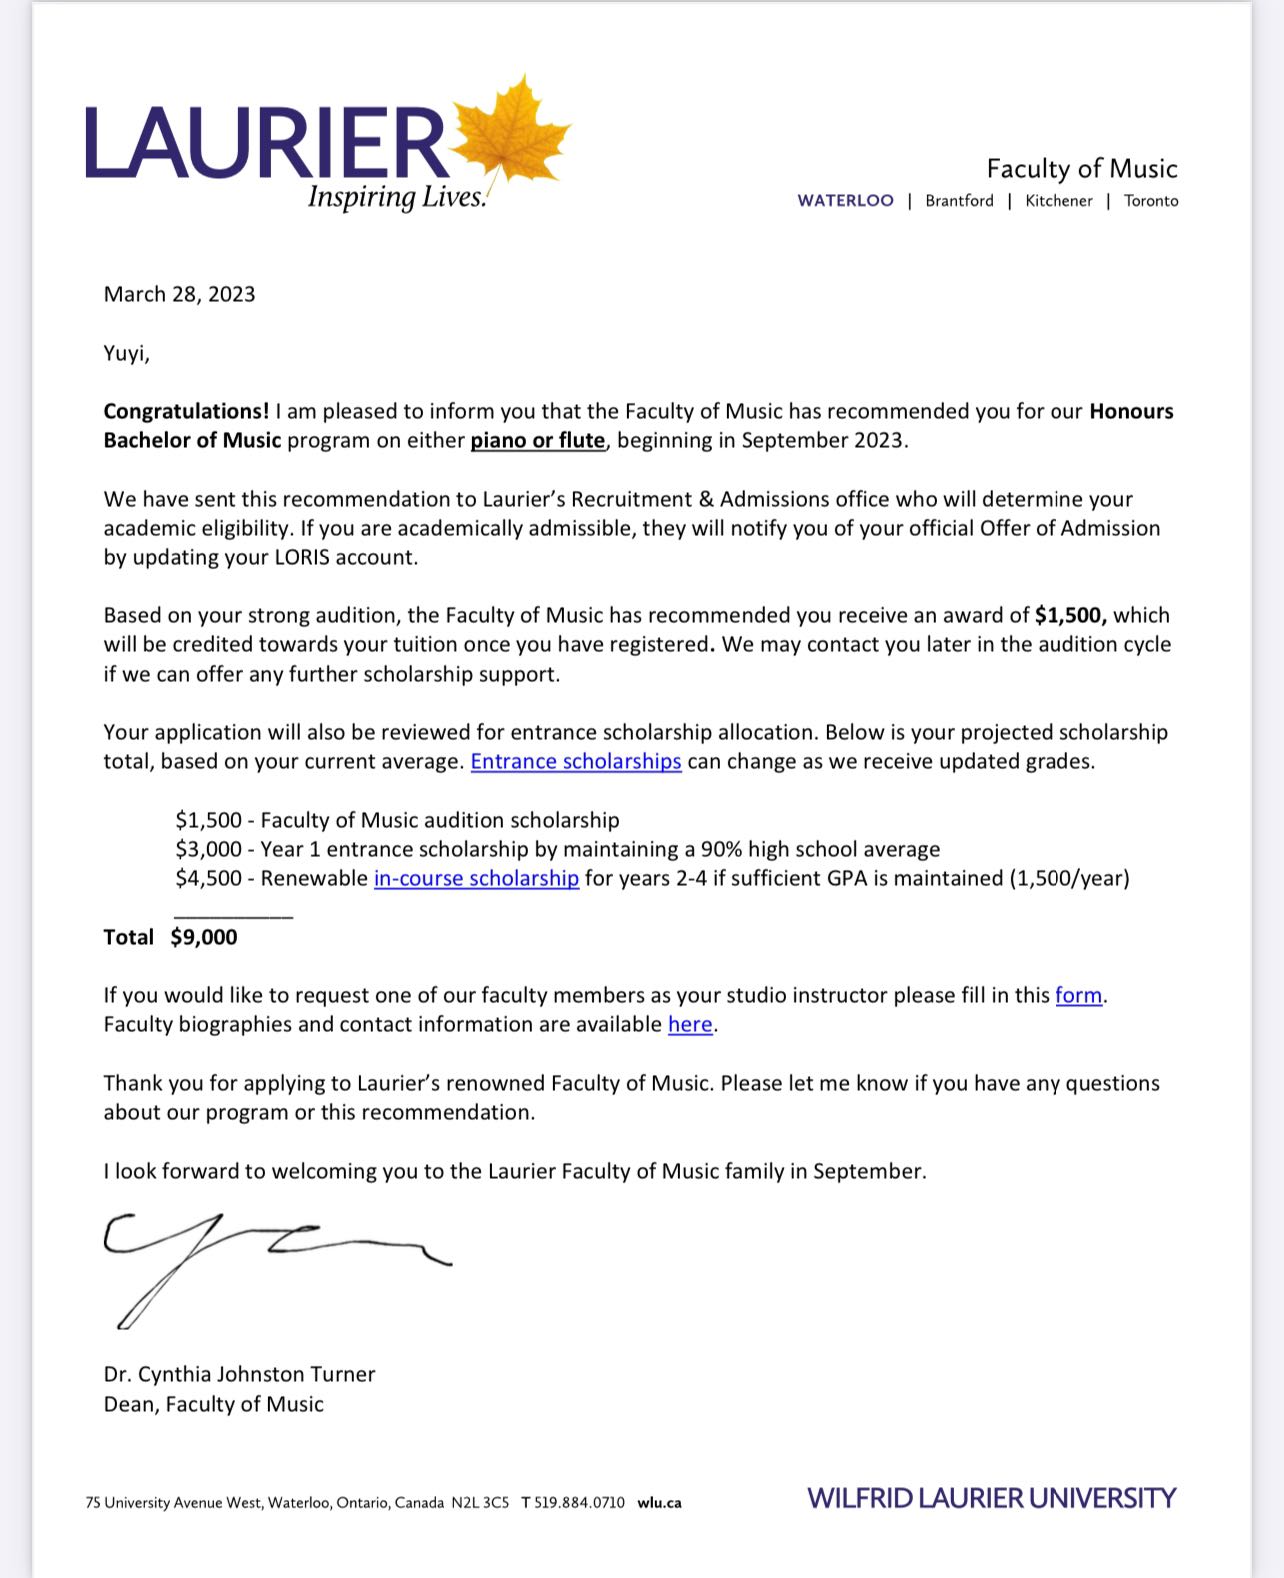 LAURIER
Inspiring Lives.
Faculty of Music
WATERLOO | Brantford | Kitchener | Toronto
March 28, 2023
Yuyi,
Congratulations! I am pleased to inform you that the Faculty of Music has recommended you for our Honours
Bachelor of Music program on either piano or flute, beginning in September 2023.
We have sent this recommendation to Laurier’s Recruitment & Admissions office who will determine your
academic eligibility. If you are academically admissible, they will notify you of your official Offer of Admission
by updating your LORIS account.
Based on your strong audition, the Faculty of Music has recommended you receive an award of $1,500, which
will be credited towards your tuition once you have registered. We may contact you later in the audition cycle
if we can offer any further scholarship support.
Your application will also be reviewed for entrance scholarship allocation. Below is your projected scholarship
total, based on your current average. Entrance scholarships can change as we receive updated grades.
$1,500 - Faculty of Music audition scholarship
$3,000 - Year 1 entrance scholarship by maintaining a 90% high school average
$4,500 - Renewable in-course scholarship for years 2-4 if sufficient GPA is maintained (1,500/year)
Total $9,000
If you would like to request one of our faculty members as your studio instructor please fill in this form.
Faculty biographies and contact information are available here.
Thank you for applying to Laurier’s renowned Faculty of Music. Please let me know if you have any questions
about our program or this recommendation.
I look forward to welcoming you to the Laurier Faculty of Music family in September.
Dr. Cynthia Johnston Turner
Dean, Faculty of Music
75 University Avenue West, Waterloo, Ontario, Canada N2L 3C5 T 519.884.0710 wlu.ca
WILFRID LAURIER UNIVERSITY